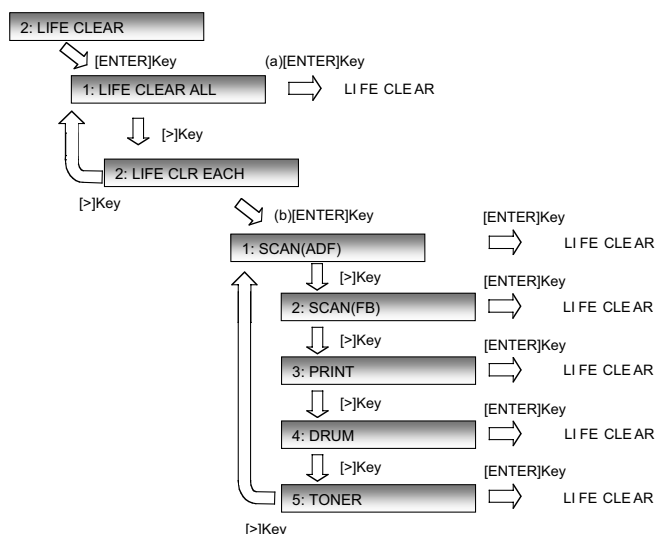 2: LIFE CLEAR
[ENTER]Key (a)[ENTER]Key
1: LIFE CLEAR ALL LIFE CLEAR
[>]Key
2: LIFE CLR EACH
[>]Key
(b)[ENTER]Key [ENTER]Key
1: SCAN(ADF) LIFE CLEAR
[>]Key [ENTER]Key
2: SCAN(FB) LIFE CLEAR
[>]Key [ENTER]Key
3: PRINT LIFE CLEAR
[>]Key [ENTER]Key
4: DRUM LIFE CLEAR
[>]Key [ENTER]Key
5: TONER LIFE CLEAR
[>]Key